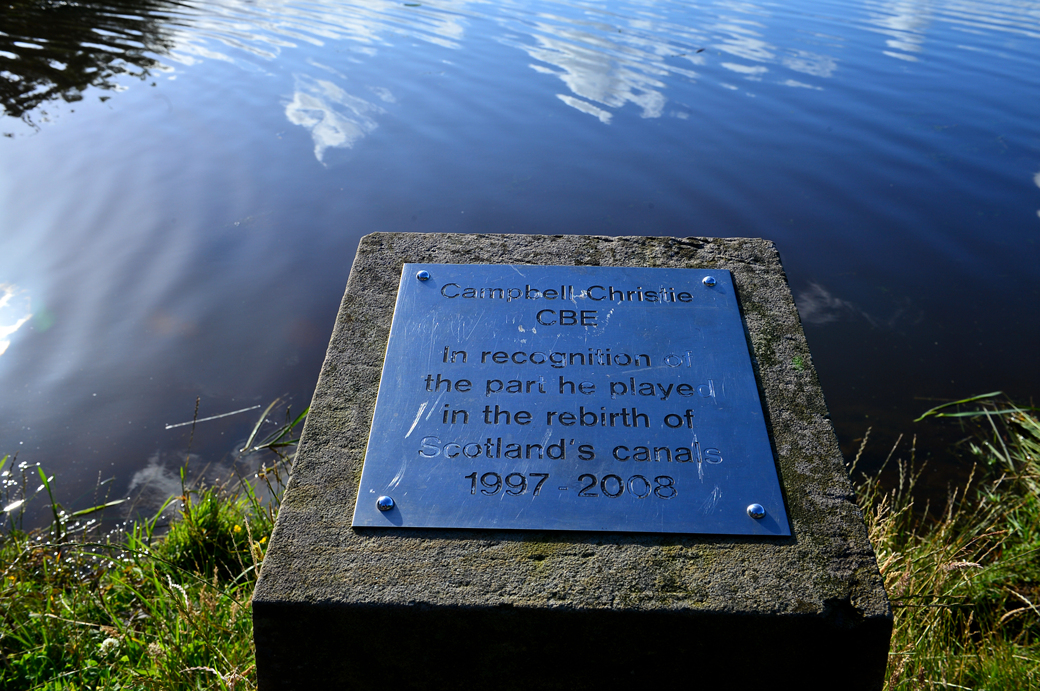 Campbell Christie
CBE
In recognition of
the part he played
in the rebirth of
Scotland's canals
1997 - 2008